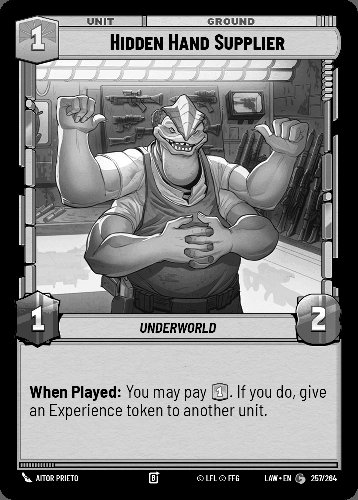 UNIT GROUND
1 HIDDEN HAND SUPPLIER
1 2
UNDERWORLD
When Played: You may pay 1. If you do, give
an Experience token to another unit.
AITOR PRIETO © LFL © FFG LAW • EN C 257/264